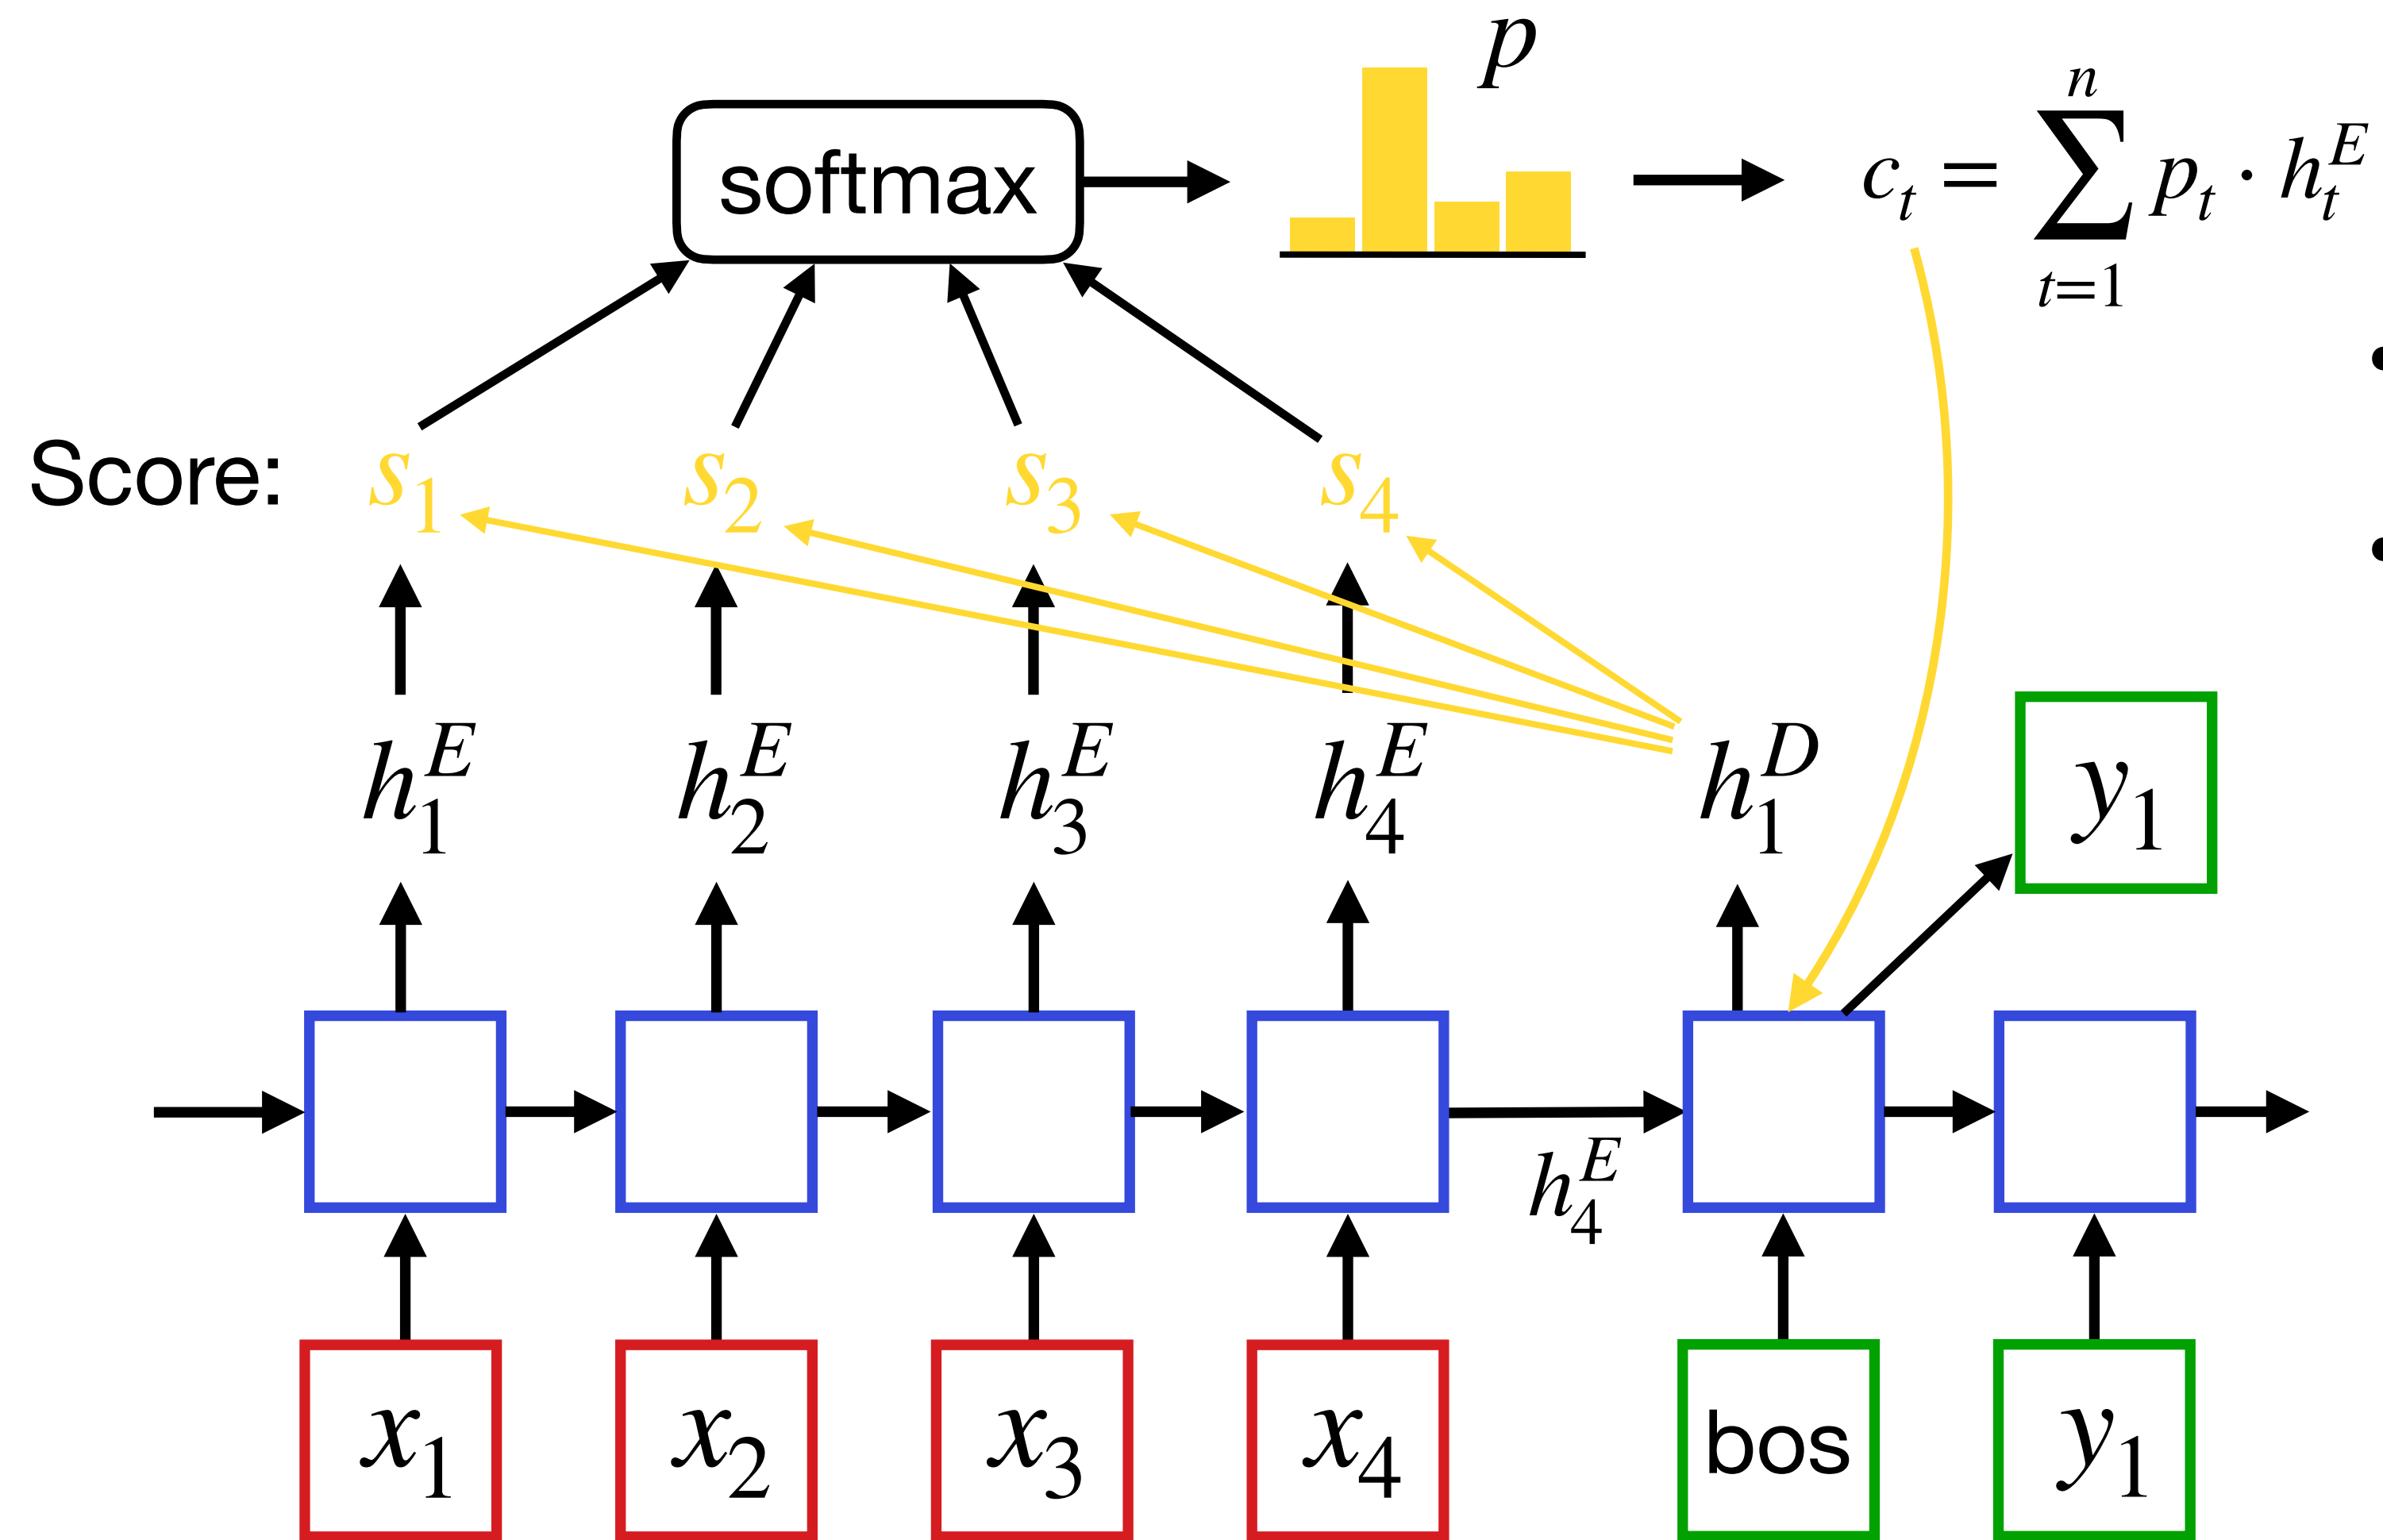 p
softmax
c_t = \sum_{t=1}^{n} p_t · h_t^E
Score: s_1 s_2 s_3 s_4
h_1^E h_2^E h_3^E h_4^E h_1^D y_1
h_4^E
x_1 x_2 x_3 x_4 bos y_1